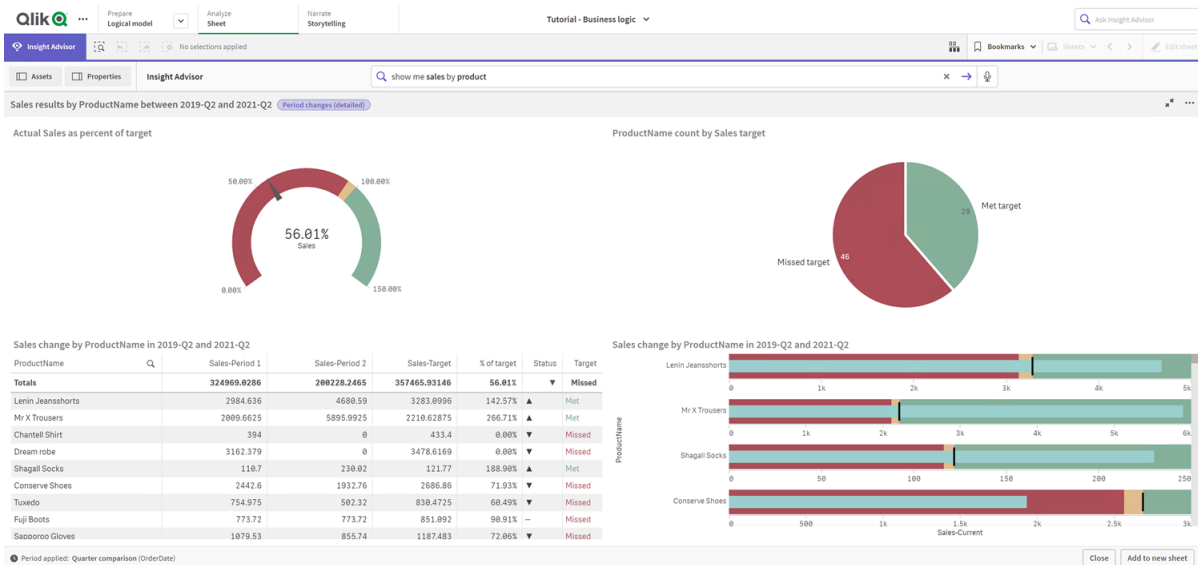 Qlik
Prepare
Logical model
Analyze
Sheet
Narrate
Storytelling
Tutorial - Business logic
Ask Insight Advisor
Insight Advisor
No selections applied
Bookmarks
Sheets
Edit sheet
Assets
Properties
Insight Advisor
show me sales by product
Sales results by ProductName between 2019-Q2 and 2021-Q2 Period changes (detailed)
Actual Sales as percent of target
50.00% 100.00%
56.01%
Sales
0.00% 150.00%
ProductName count by Sales target
29 Met target
Missed target 46
Sales change by ProductName in 2019-Q2 and 2021-Q2
ProductName Sales-Period 1 Sales-Period 2 Sales-Target % of target Status Target
Totals 324969.0286 200228.2465 357465.93146 56.01% ▼ Missed
Lenin Jeansshorts 2984.636 4680.59 3283.0996 142.57% ▲ Met
Mr X Trousers 2009.6625 5895.9925 2210.62875 266.71% ▲ Met
Chantell Shirt 394 0 433.4 0.00% ▼ Missed
Dream robe 3162.379 0 3478.6169 0.00% ▼ Missed
Shagall Socks 110.7 230.02 121.77 188.90% ▲ Met
Conserve Shoes 2442.6 1932.76 2686.86 71.93% ▼ Missed
Tuxedo 754.975 502.32 830.4725 60.49% ▼ Missed
Fuji Boots 773.72 773.72 851.092 90.91% – Missed
Sapporoo Gloves 1079.53 855.74 1187.483 72.06% ▼ Missed
Sales change by ProductName in 2019-Q2 and 2021-Q2
ProductName
Lenin Jeansshorts
0 1k 2k 3k 4k 5k
Mr X Trousers
0 1k 2k 3k 4k 5k 6k
Shagall Socks
0 50 100 150 200 250
Conserve Shoes
0 500 1k 1.5k 2k 2.5k 3k
Sales-Current
Period applied: Quarter comparison (OrderDate)
Close
Add to new sheet